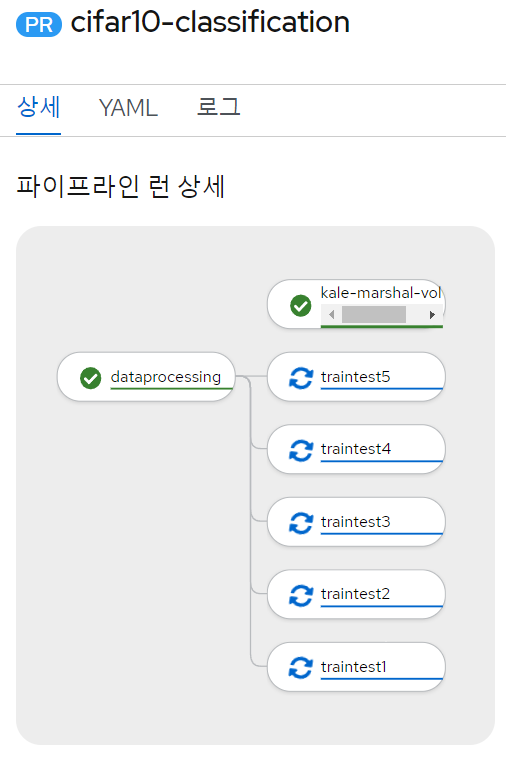 PR cifar10-classification
상세 YAML 로그
파이프라인 런 상세
kale-marshal-vol
dataprocessing
traintest5
traintest4
traintest3
traintest2
traintest1